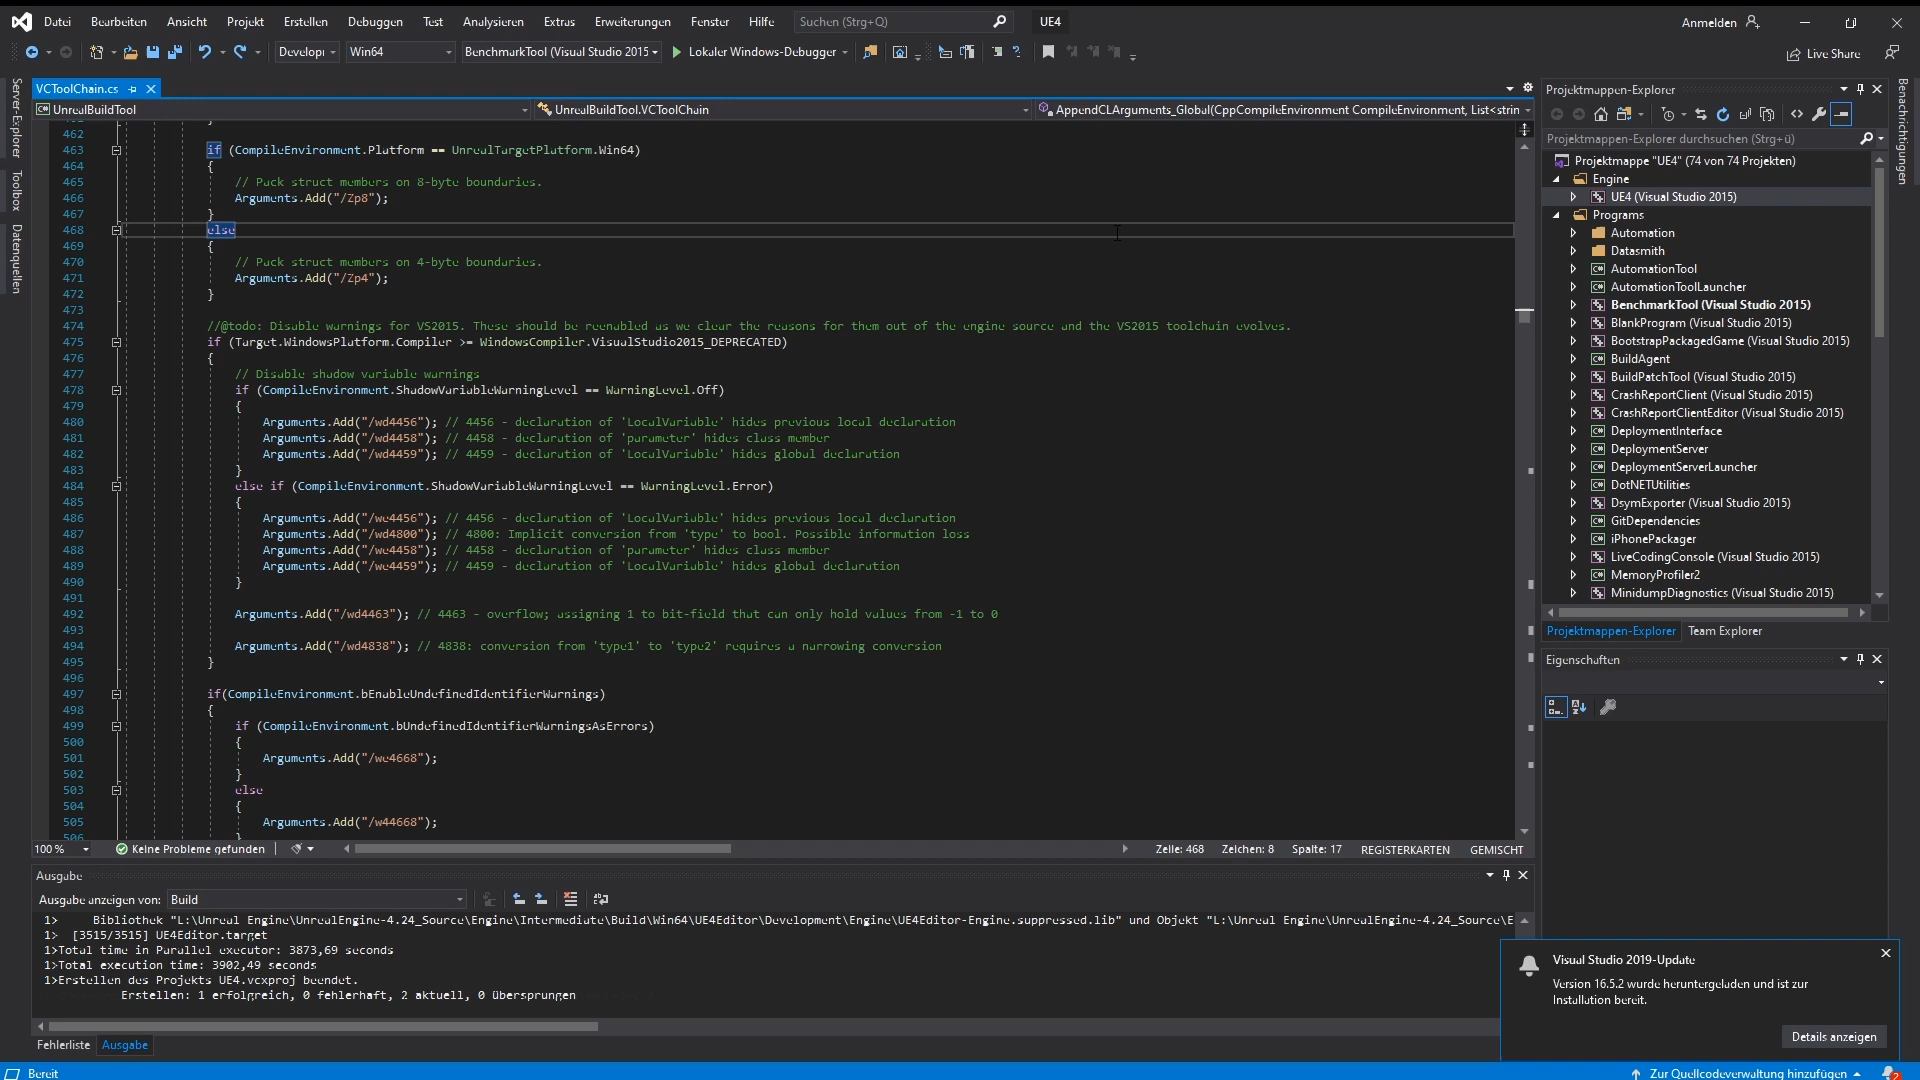 Datei Bearbeiten Ansicht Projekt Erstellen Debuggen Test Analysieren Extras Erweiterungen Fenster Hilfe Suchen (Strg+Q) UE4 Anmelden
Developi Win64 BenchmarkTool (Visual Studio 2015 Lokaler Windows-Debugger Live Share
Server-Explorer
Toolbox
Datenquellen
VCToolChain.cs
UnrealBuildTool UnrealBuildTool.VCToolChain AppendCLArguments_Global(CppCompileEnvironment CompileEnvironment, List<strin
462
463 if (CompileEnvironment.Platform == UnrealTargetPlatform.Win64)
464 {
465 // Pack struct members on 8-byte boundaries.
466 Arguments.Add("/Zp8");
467 }
468 else
469 {
470 // Pack struct members on 4-byte boundaries.
471 Arguments.Add("/Zp4");
472 }
473
474 //@todo: Disable warnings for VS2015. These should be reenabled as we clear the reasons for them out of the engine source and the VS2015 toolchain evolves.
475 if (Target.WindowsPlatform.Compiler >= WindowsCompiler.VisualStudio2015_DEPRECATED)
476 {
477 // Disable shadow variable warnings
478 if (CompileEnvironment.ShadowVariableWarningLevel == WarningLevel.Off)
479 {
480 Arguments.Add("/wd4456"); // 4456 - declaration of 'LocalVariable' hides previous local declaration
481 Arguments.Add("/wd4458"); // 4458 - declaration of 'parameter' hides class member
482 Arguments.Add("/wd4459"); // 4459 - declaration of 'LocalVariable' hides global declaration
483 }
484 else if (CompileEnvironment.ShadowVariableWarningLevel == WarningLevel.Error)
485 {
486 Arguments.Add("/we4456"); // 4456 - declaration of 'LocalVariable' hides previous local declaration
487 Arguments.Add("/wd4800"); // 4800: Implicit conversion from 'type' to bool. Possible information loss
488 Arguments.Add("/we4458"); // 4458 - declaration of 'parameter' hides class member
489 Arguments.Add("/we4459"); // 4459 - declaration of 'LocalVariable' hides global declaration
490 }
491
492 Arguments.Add("/wd4463"); // 4463 - overflow; assigning 1 to bit-field that can only hold values from -1 to 0
493
494 Arguments.Add("/wd4838"); // 4838: conversion from 'type1' to 'type2' requires a narrowing conversion
495 }
496
497 if(CompileEnvironment.bEnableUndefinedIdentifierWarnings)
498 {
499 if (CompileEnvironment.bUndefinedIdentifierWarningsAsErrors)
500 {
501 Arguments.Add("/we4668");
502 }
503 else
504 {
505 Arguments.Add("/w44668");
506 }
100 % Keine Probleme gefunden Zeile: 468 Zeichen: 8 Spalte: 17 REGISTERKARTEN GEMISCHT
Ausgabe
Ausgabe anzeigen von: Build
1> Bibliothek "L:\Unreal Engine\UnrealEngine-4.24_Source\Engine\Intermediate\Build\Win64\UE4Editor\Development\Engine\UE4Editor-Engine.suppressed.lib" und Objekt "L:\Unreal Engine\UnrealEngine-4.24_Source\E
1> [3515/3515] UE4Editor.target
1>Total time in Parallel executor: 3873,69 seconds
1>Total execution time: 3902,49 seconds
1>Erstellen des Projekts UE4.vcxproj beendet.
Erstellen: 1 erfolgreich, 0 fehlerhaft, 2 aktuell, 0 übersprungen
Fehlerliste Ausgabe
Bereit
Projektmappen-Explorer
Projektmappen-Explorer durchsuchen (Strg+ü)
Projektmappe "UE4" (74 von 74 Projekten)
Engine
UE4 (Visual Studio 2015)
Programs
Automation
Datasmith
C# AutomationTool
C# AutomationToolLauncher
BenchmarkTool (Visual Studio 2015)
BlankProgram (Visual Studio 2015)
BootstrapPackagedGame (Visual Studio 2015)
C# BuildAgent
BuildPatchTool (Visual Studio 2015)
CrashReportClient (Visual Studio 2015)
CrashReportClientEditor (Visual Studio 2015)
C# DeploymentInterface
C# DeploymentServer
C# DeploymentServerLauncher
C# DotNETUtilities
DsymExporter (Visual Studio 2015)
C# GitDependencies
C# iPhonePackager
LiveCodingConsole (Visual Studio 2015)
C# MemoryProfiler2
MinidumpDiagnostics (Visual Studio 2015)
Projektmappen-Explorer Team Explorer
Eigenschaften
Benachrichtigungen
Visual Studio 2019-Update
Version 16.5.2 wurde heruntergeladen und ist zur
Installation bereit.
Details anzeigen
Zur Quellcodeverwaltung hinzufügen 2